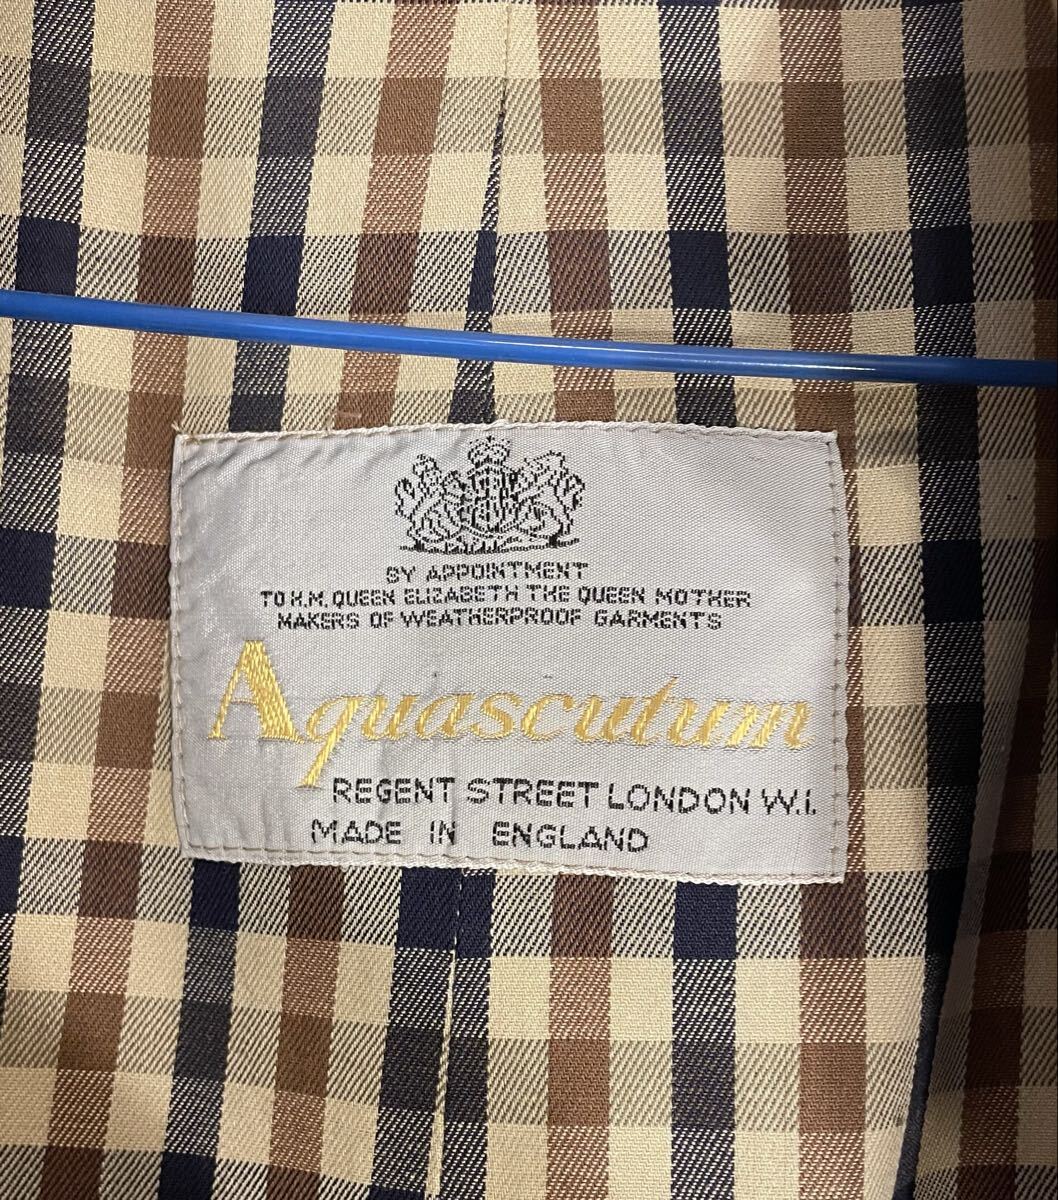 BY APPOINTMENT
TO H.M. QUEEN ELIZABETH THE QUEEN MOTHER
MAKERS OF WEATHERPROOF GARMENTS
Aquascutum
REGENT STREET LONDON W.I.
MADE IN ENGLAND